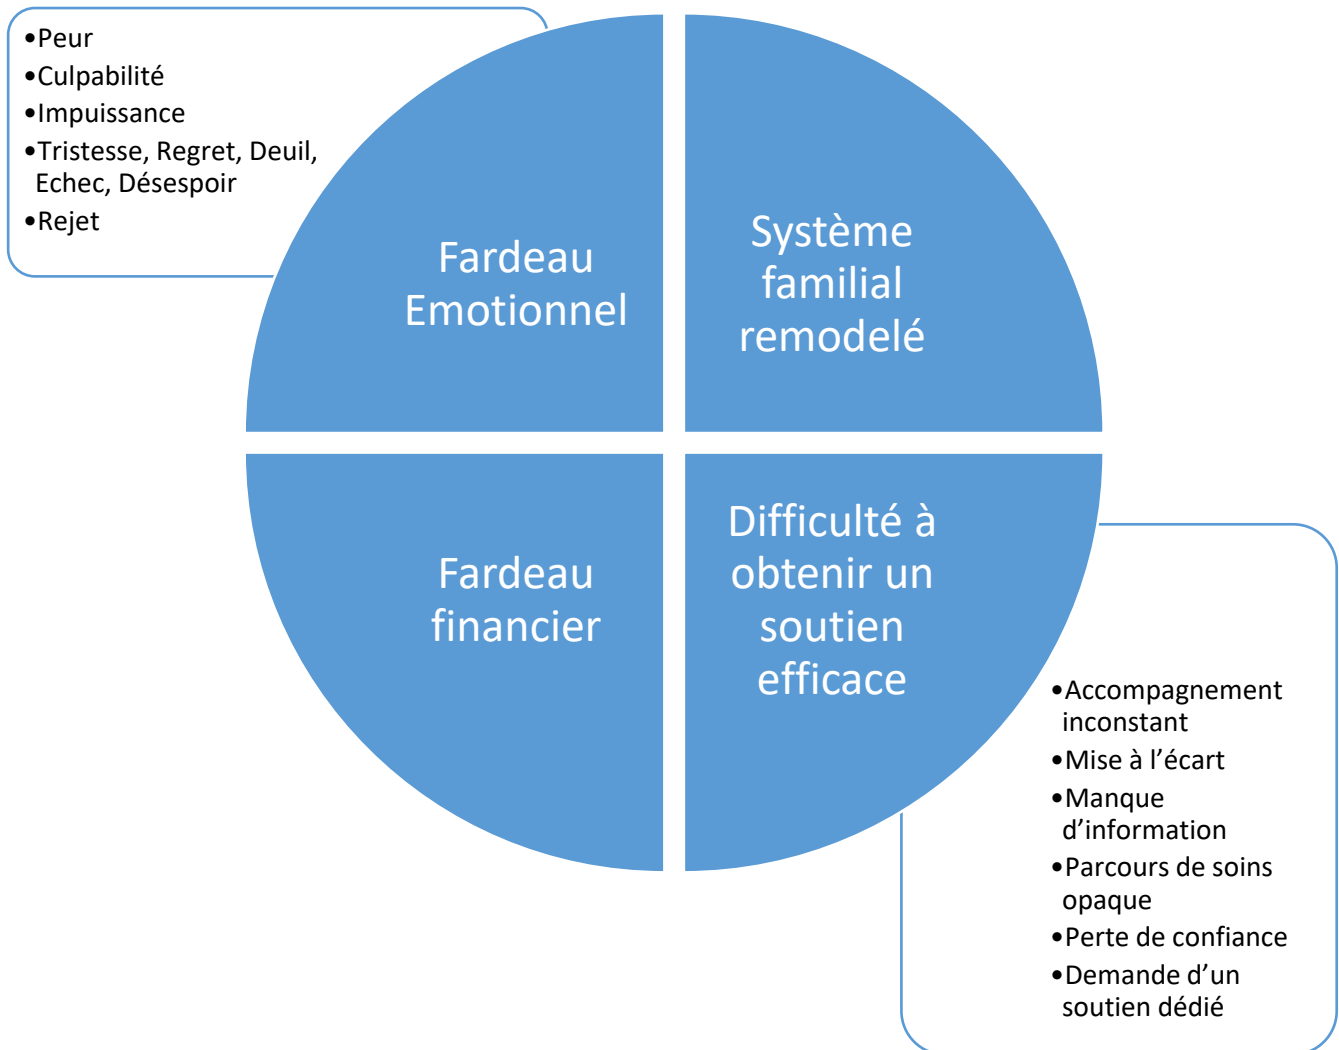 •Peur
•Culpabilité
•Impuissance
•Tristesse, Regret, Deuil,
Echec, Désespoir
•Rejet
Fardeau
Emotionnel
Système
familial
remodelé
Fardeau
financier
Difficulté à
obtenir un
soutien
efficace
•Accompagnement
inconstant
•Mise à l’écart
•Manque
d’information
•Parcours de soins
opaque
•Perte de confiance
•Demande d’un
soutien dédié